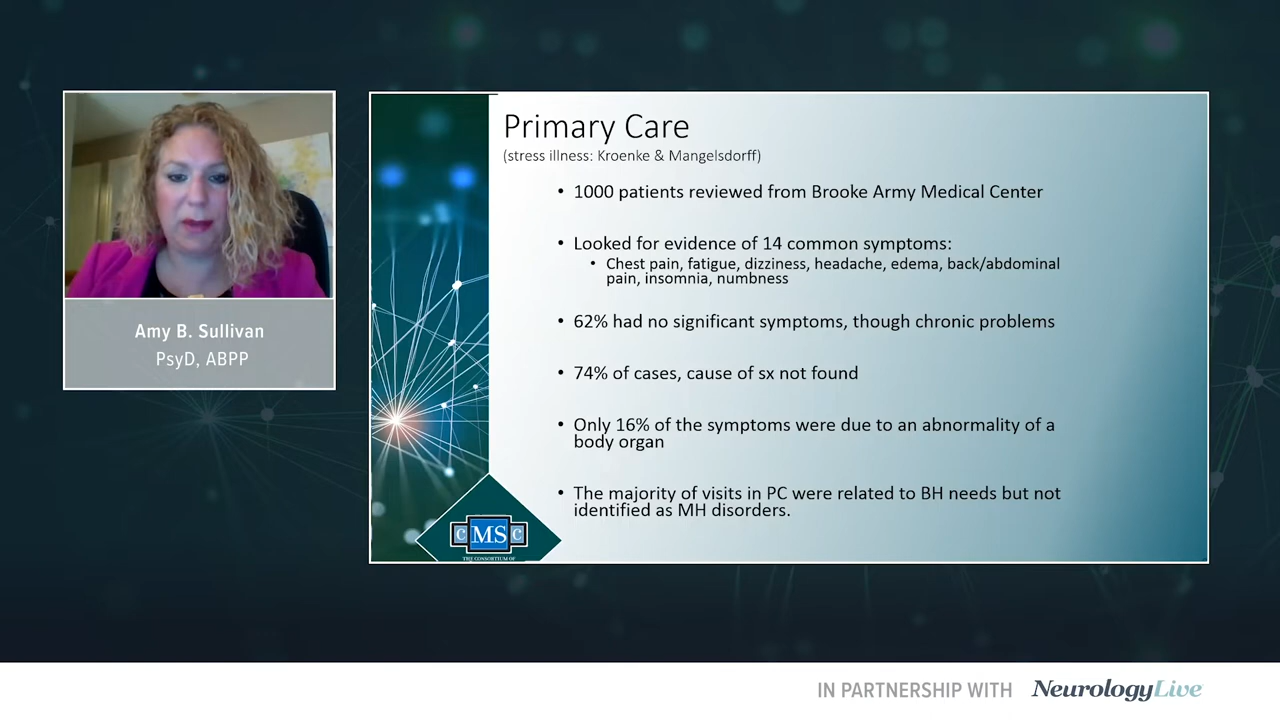 Amy B. Sullivan
PsyD, ABPP
Primary Care
(stress illness: Kroenke & Mangelsdorff)
• 1000 patients reviewed from Brooke Army Medical Center
• Looked for evidence of 14 common symptoms:
• Chest pain, fatigue, dizziness, headache, edema, back/abdominal
pain, insomnia, numbness
• 62% had no significant symptoms, though chronic problems
• 74% of cases, cause of sx not found
• Only 16% of the symptoms were due to an abnormality of a
body organ
• The majority of visits in PC were related to BH needs but not
identified as MH disorders.
CMSC
THE CONSORTIUM OF
IN PARTNERSHIP WITH NeurologyLive